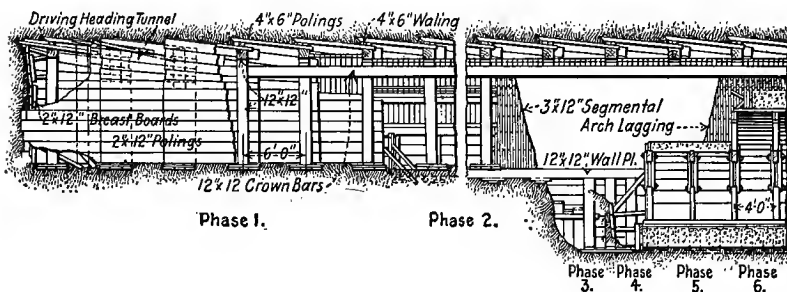 Driving Heading Tunnel
4"x6" Polings
4"x6" Waling
12"x12"
2"x12" Breast Boards
2"x12" Polings
6'-0"
12"x12" Crown Bars
3"x12" Segmental
Arch Lagging
12"x12" Wall Pl.
4'-0"
Phase 1.
Phase 2.
Phase 3.
Phase 4.
Phase 5.
Phase 6.